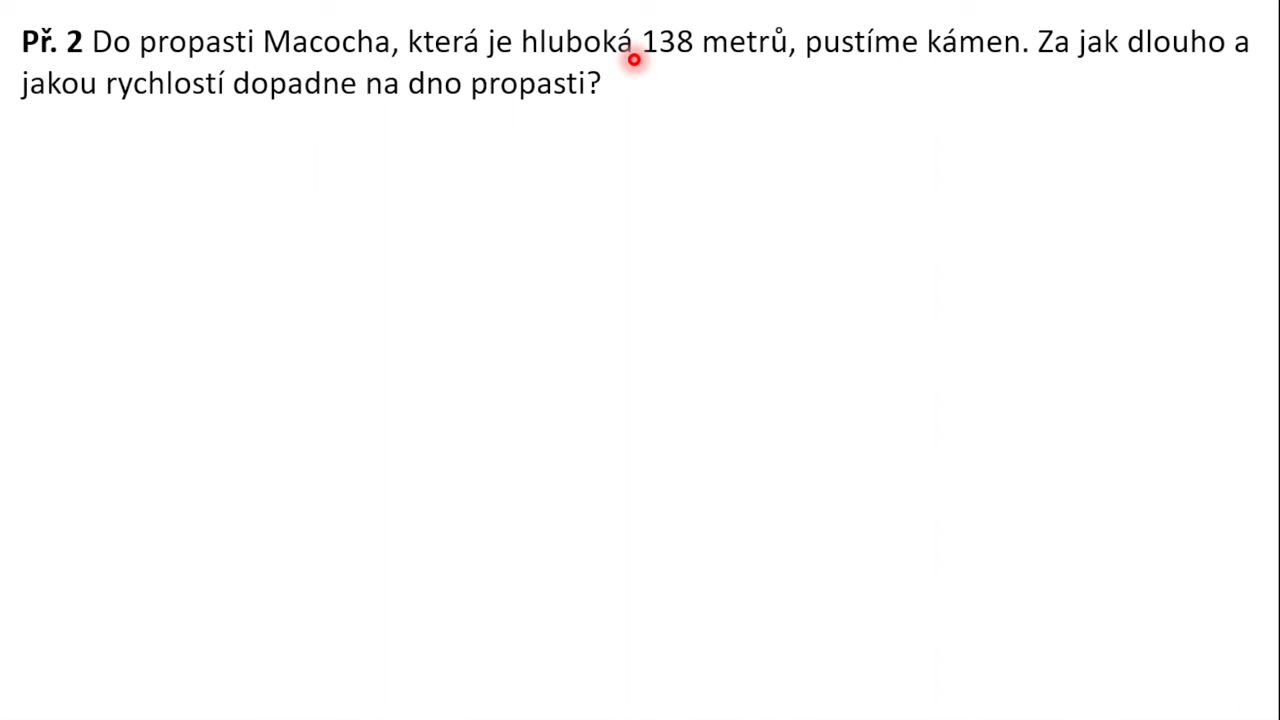 Př. 2 Do propasti Macocha, která je hluboká 138 metrů, pustíme kámen. Za jak dlouho a
jakou rychlostí dopadne na dno propasti?